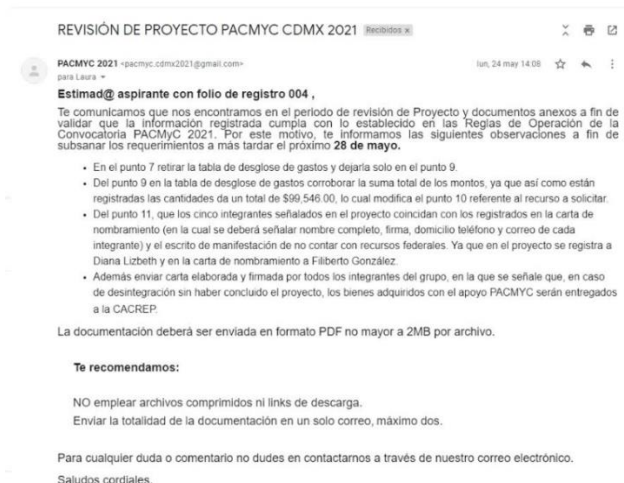 REVISIÓN DE PROYECTO PACMYC CDMX 2021 Recibidos x
PACMYC 2021 <pacmyc.cdmx2021@gmail.com>
lun, 24 may 14:08
para Laura
Estimad@ aspirante con folio de registro 004 ,
Te comunicamos que nos encontramos en el periodo de revisión de Proyecto y documentos anexos a fin de
validar que la información registrada cumpla con lo establecido en las Reglas de Operación de la
Convocatoria PACMyC 2021. Por este motivo, te informamos las siguientes observaciones a fin de
subsanar los requerimientos a más tardar el próximo 28 de mayo.
• En el punto 7 retirar la tabla de desglose de gastos y dejarla solo en el punto 9.
• Del punto 9 en la tabla de desglose de gastos corroborar la suma total de los montos, ya que así como están
registradas las cantidades da un total de $99,546.00, lo cual modifica el punto 10 referente al recurso a solicitar.
• Del punto 11, que los cinco integrantes señalados en el proyecto coincidan con los registrados en la carta de
nombramiento (en la cual se deberá señalar nombre completo, firma, domicilio teléfono y correo de cada
integrante) y el escrito de manifestación de no contar con recursos federales. Ya que en el proyecto se registra a
Diana Lizbeth y en la carta de nombramiento a Filiberto González.
• Además enviar carta elaborada y firmada por todos los integrantes del grupo, en la que se señale que, en caso
de desintegración sin haber concluido el proyecto, los bienes adquiridos con el apoyo PACMYC serán entregados
a la CACREP.
La documentación deberá ser enviada en formato PDF no mayor a 2MB por archivo.
Te recomendamos:
NO emplear archivos comprimidos ni links de descarga.
Enviar la totalidad de la documentación en un solo correo, máximo dos.
Para cualquier duda o comentario no dudes en contactarnos a través de nuestro correo electrónico.
Saludos cordiales.